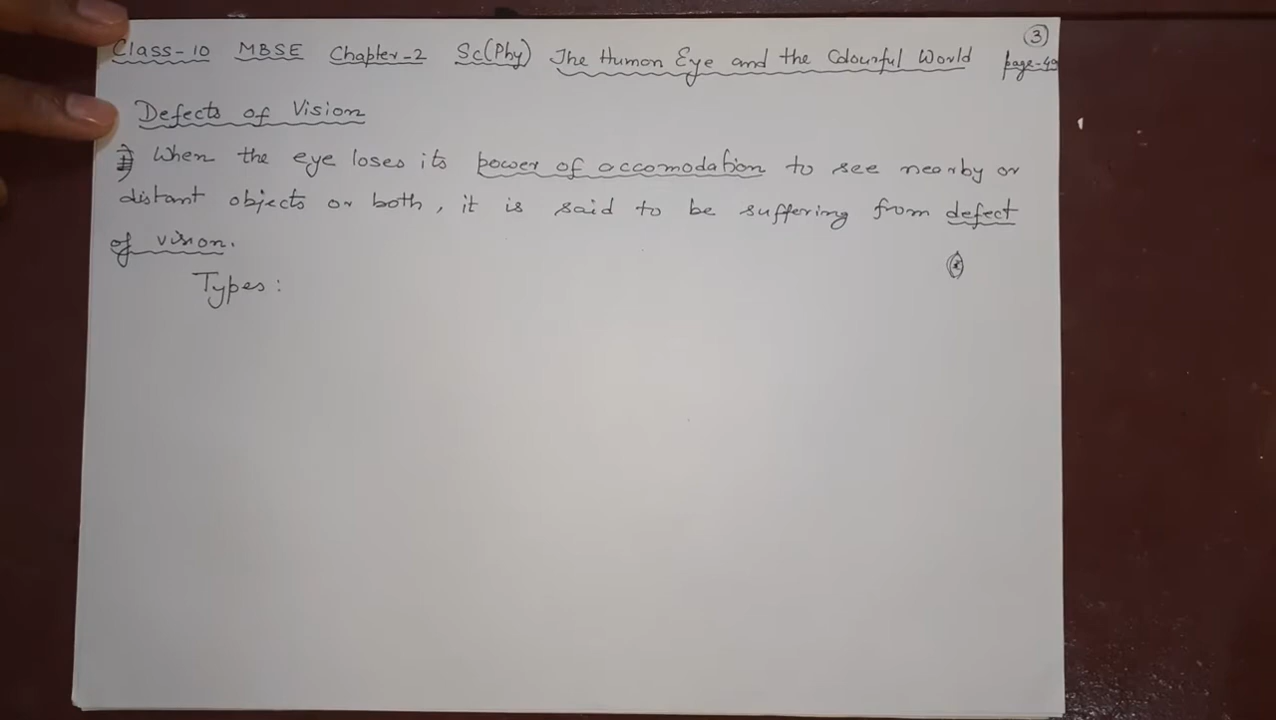 ③
Class-10 MBSE Chapter-2 Sc(Phy) The Human Eye and the Colourful World page-49
Defects of Vision
When the eye loses its power of accomodation to see nearby or
distant objects or both, it is said to be suffering from defect
of vision.
Types: